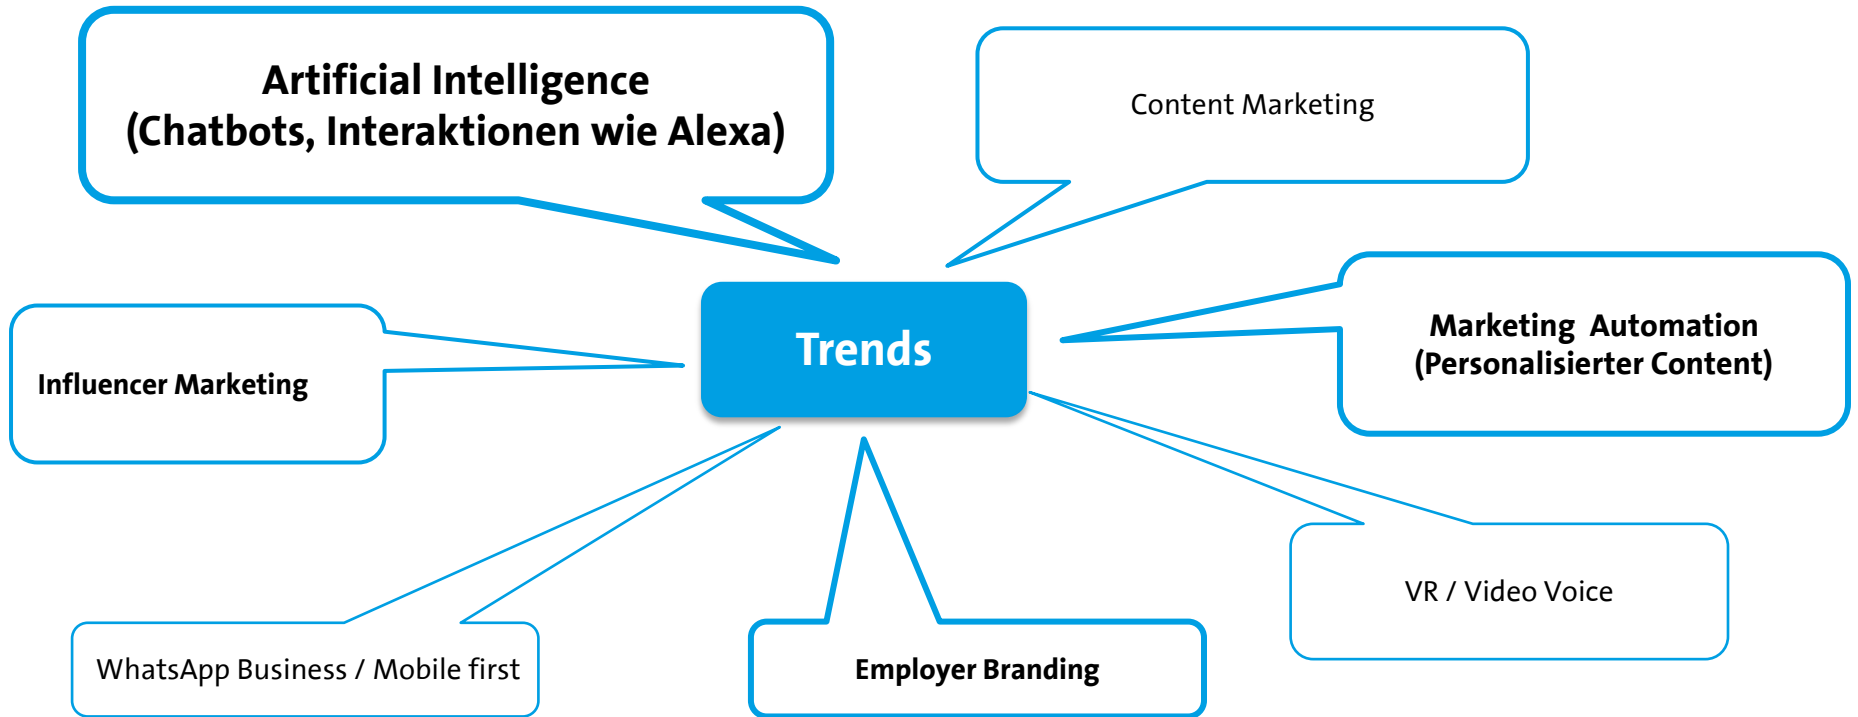 Artificial Intelligence
(Chatbots, Interaktionen wie Alexa)
Content Marketing
Marketing  Automation
(Personalisierter Content)
Trends
Influencer Marketing
VR / Video Voice
WhatsApp Business / Mobile first
Employer Branding